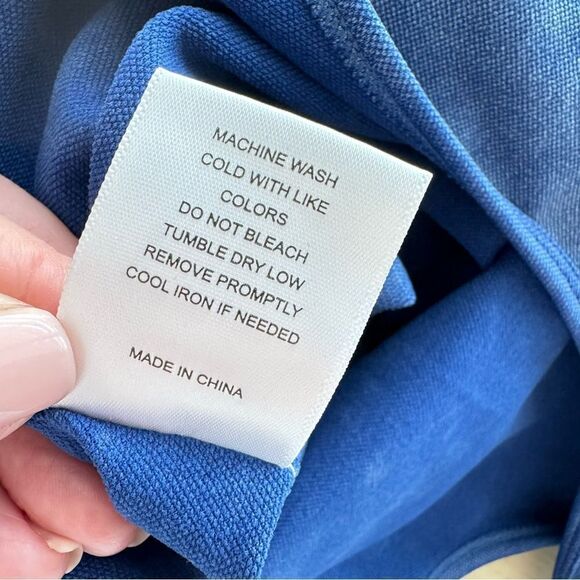 MACHINE WASH
COLD WITH LIKE
COLORS
DO NOT BLEACH
TUMBLE DRY LOW
REMOVE PROMPTLY
COOL IRON IF NEEDED
MADE IN CHINA